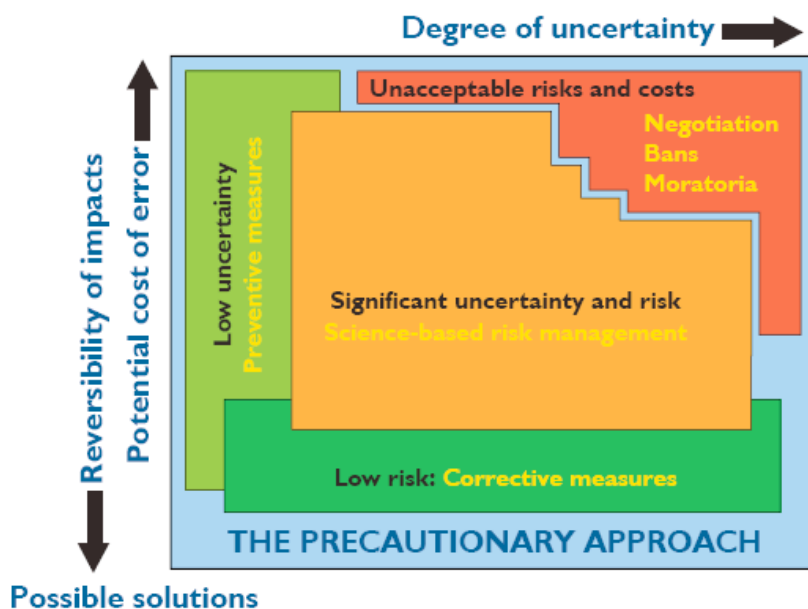 Degree of uncertainty
Reversibility of impacts
Potential cost of error
Low uncertainty
Preventive measures
Unacceptable risks and costs
Negotiation
Bans
Moratoria
Significant uncertainty and risk
Science-based risk management
Low risk: Corrective measures
THE PRECAUTIONARY APPROACH
Possible solutions